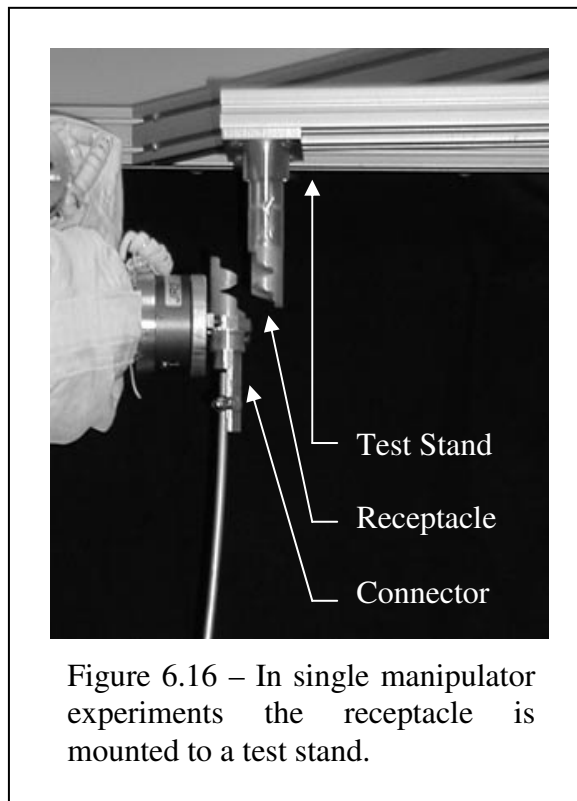 Test Stand
Receptacle
Connector
Figure 6.16 – In single manipulator
experiments the receptacle is
mounted to a test stand.